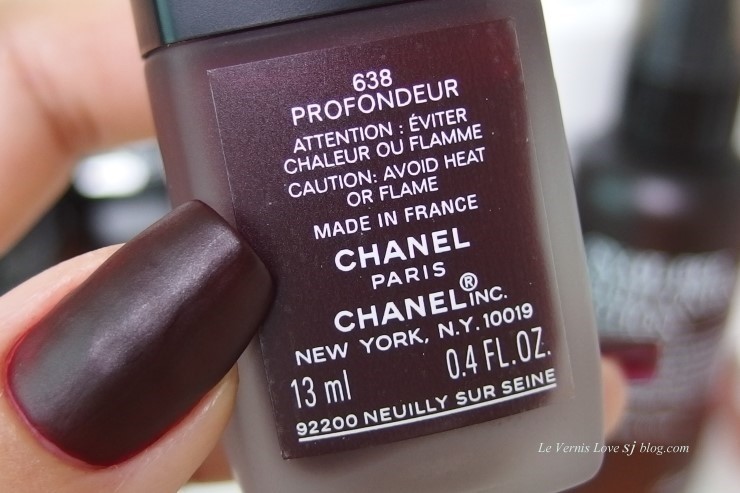 638
PROFONDEUR
ATTENTION : ÉVITER
CHALEUR OU FLAMME
CAUTION: AVOID HEAT
OR FLAME
MADE IN FRANCE
CHANEL
PARIS
CHANEL® INC.
NEW YORK, N.Y. 10019
13 ml 0.4 FL.OZ.
92200 NEUILLY SUR SEINE
Le Vernis Love sj blog.com